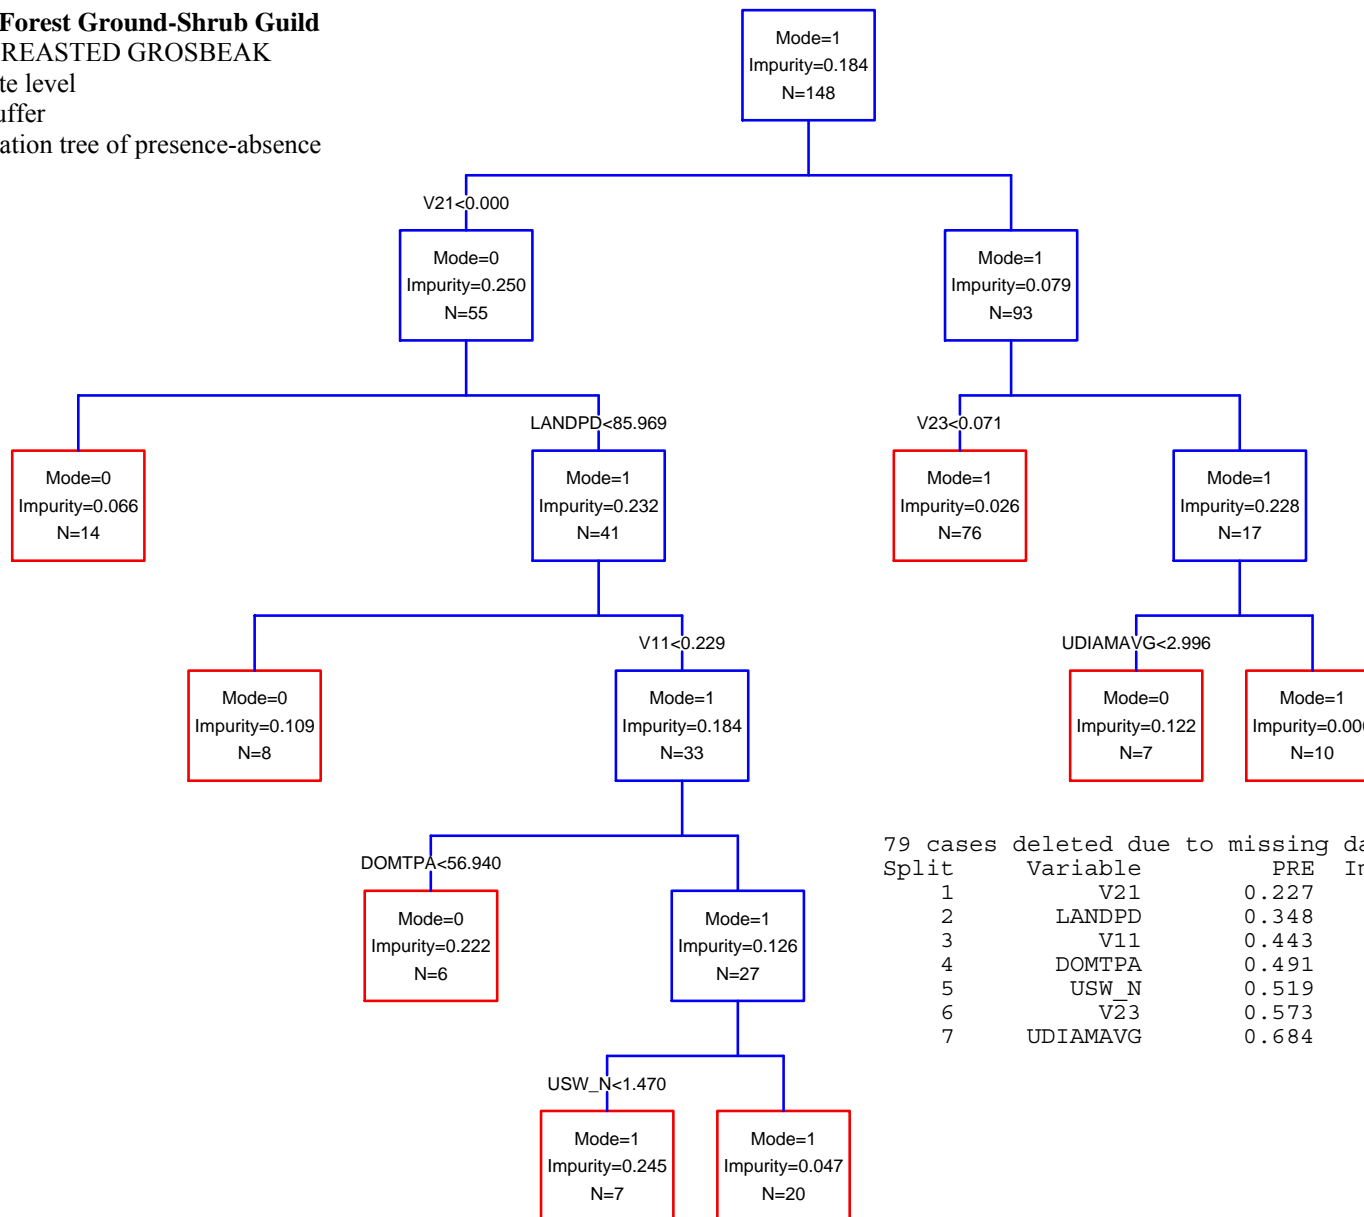 Forest Ground-Shrub Guild
REASTED GROSBEAK
te level
uffer
ation tree of presence-absence
Mode=1
Impurity=0.184
N=148
V21<0.000
Mode=0
Impurity=0.250
N=55
Mode=1
Impurity=0.079
N=93
LANDPD<85.969
V23<0.071
Mode=0
Impurity=0.066
N=14
Mode=1
Impurity=0.232
N=41
Mode=1
Impurity=0.026
N=76
Mode=1
Impurity=0.228
N=17
V11<0.229
UDIAMAVG<2.996
Mode=0
Impurity=0.109
N=8
Mode=1
Impurity=0.184
N=33
Mode=0
Impurity=0.122
N=7
Mode=1
Impurity=0.00
N=10
DOMTPA<56.940
Mode=0
Impurity=0.222
N=6
Mode=1
Impurity=0.126
N=27
USW_N<1.470
Mode=1
Impurity=0.245
N=7
Mode=1
Impurity=0.047
N=20
79 cases deleted due to missing da
Split Variable PRE
1 V21 0.227
2 LANDPD 0.348
3 V11 0.443
4 DOMTPA 0.491
5 USW_N 0.519
6 V23 0.573
7 UDIAMAVG 0.684